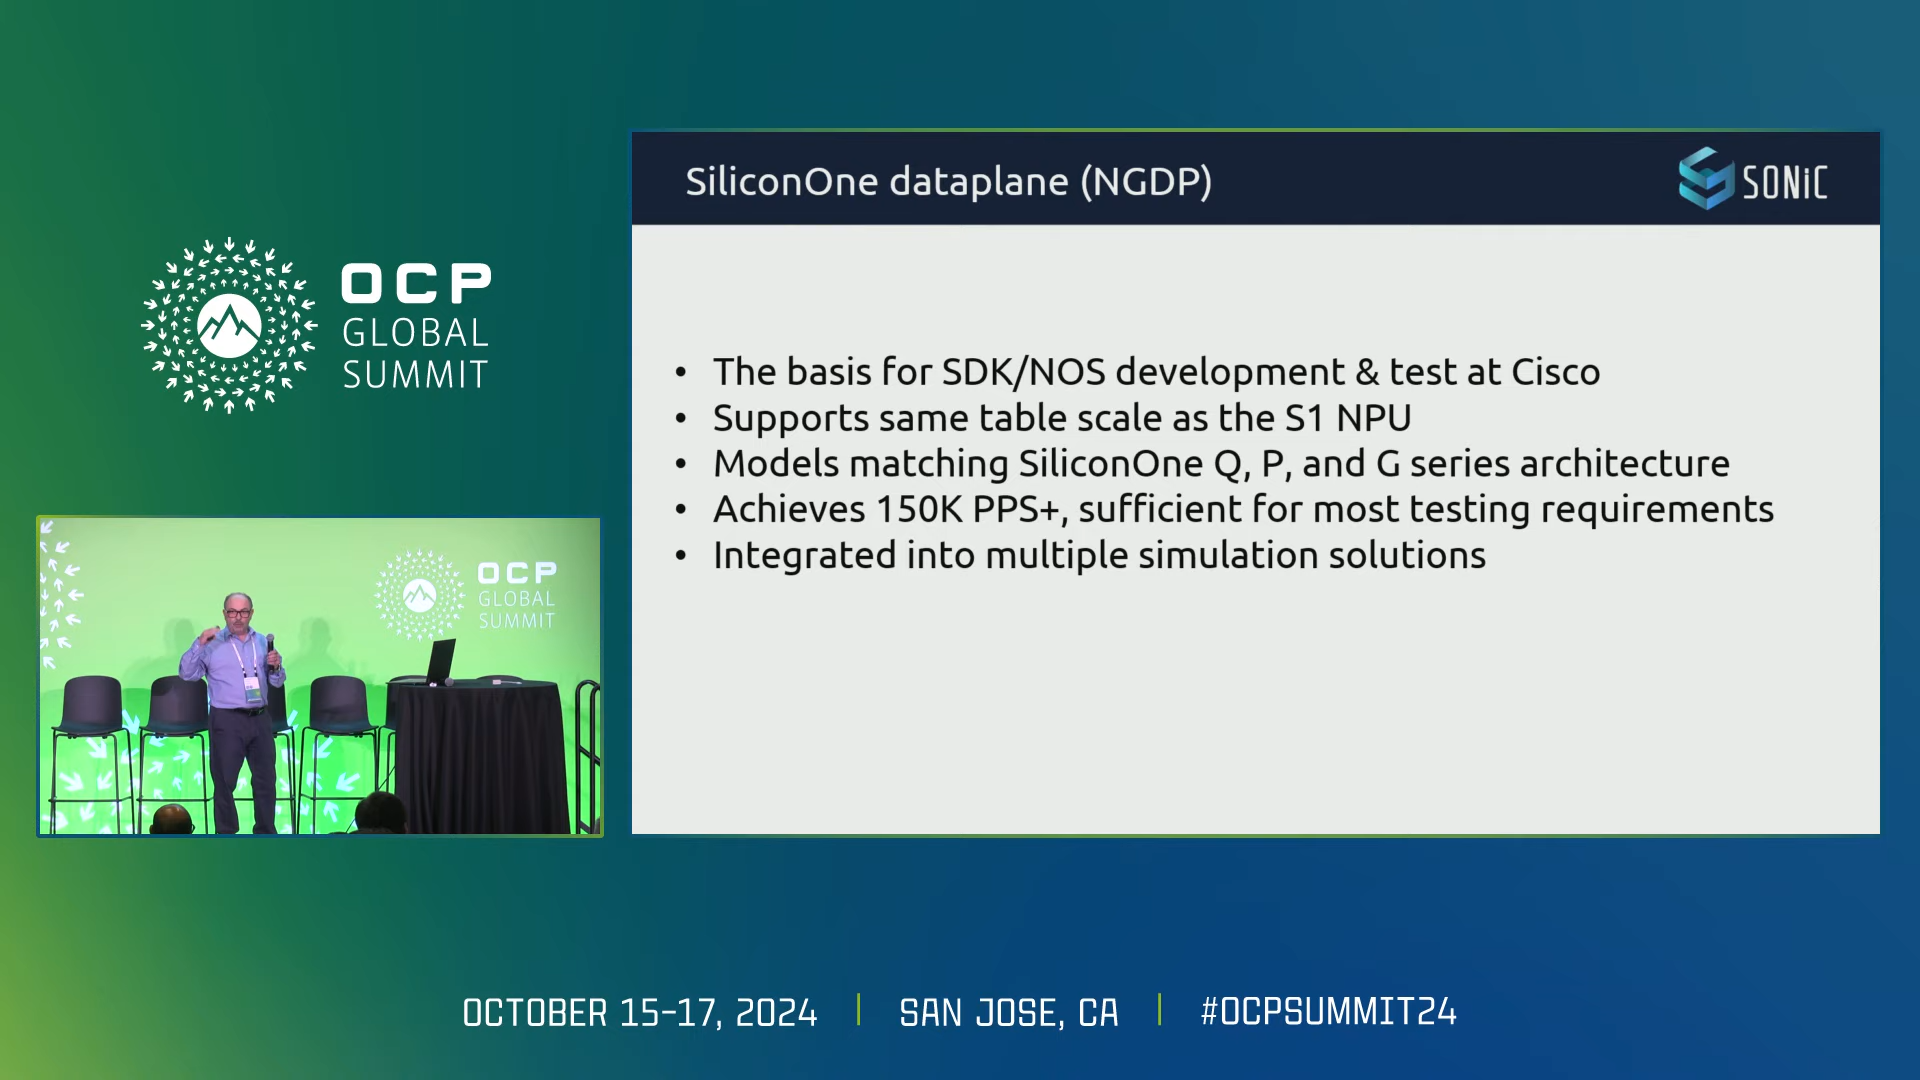 OCP
GLOBAL
SUMMIT
SiliconOne dataplane (NGDP)
SONiC
• The basis for SDK/NOS development & test at Cisco
• Supports same table scale as the S1 NPU
• Models matching SiliconOne Q, P, and G series architecture
• Achieves 150K PPS+, sufficient for most testing requirements
• Integrated into multiple simulation solutions
OCP
GLOBAL
SUMMIT
OCTOBER 15-17, 2024 | SAN JOSE, CA | #OCPSUMMIT24